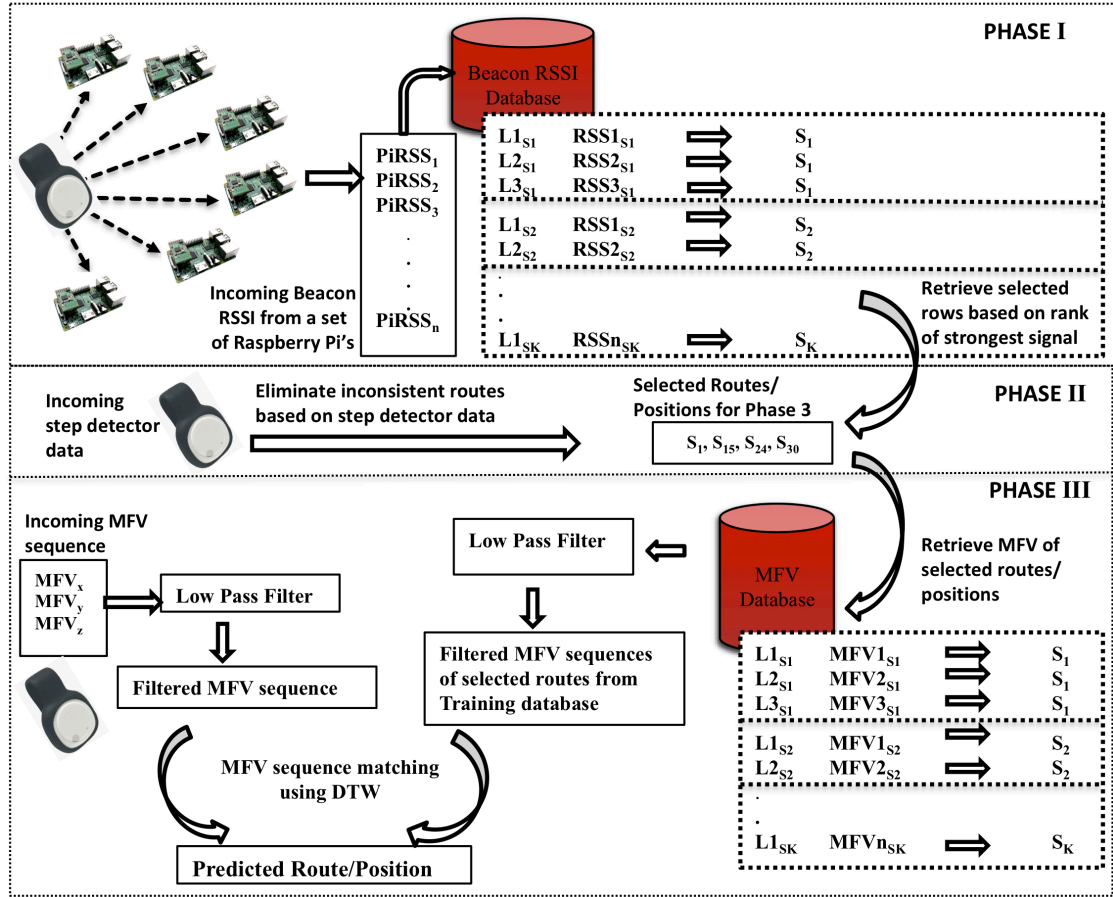 PHASE I
Beacon RSSI
Database
PiRSS₁
PiRSS₂
PiRSS₃
.
.
.
.
PiRSSₙ
Incoming Beacon
RSSI from a set
of Raspberry Pi's
L1S1 RSS1S1 S₁
L2S1 RSS2S1 S₁
L3S1 RSS3S1 S₁
L1S2 RSS1S2 S₂
L2S2 RSS2S2 S₂
.
.
L1SK RSSnSK SK
Retrieve selected
rows based on rank
of strongest signal
PHASE II
Incoming
step detector
data
Eliminate inconsistent routes
based on step detector data
Selected Routes/
Positions for Phase 3
S₁, S₁₅, S₂₄, S₃₀
PHASE III
Incoming MFV
sequence
MFVx
MFVy
MFVz
Low Pass Filter
Filtered MFV sequence
Low Pass Filter
Filtered MFV sequences
of selected routes from
Training database
MFV
Database
Retrieve MFV of
selected routes/
positions
L1S1 MFV1S1 S₁
L2S1 MFV2S1 S₁
L3S1 MFV3S1 S₁
L1S2 MFV1S2 S₂
L2S2 MFV2S2 S₂
.
.
L1SK MFVnSK SK
MFV sequence matching
using DTW
Predicted Route/Position